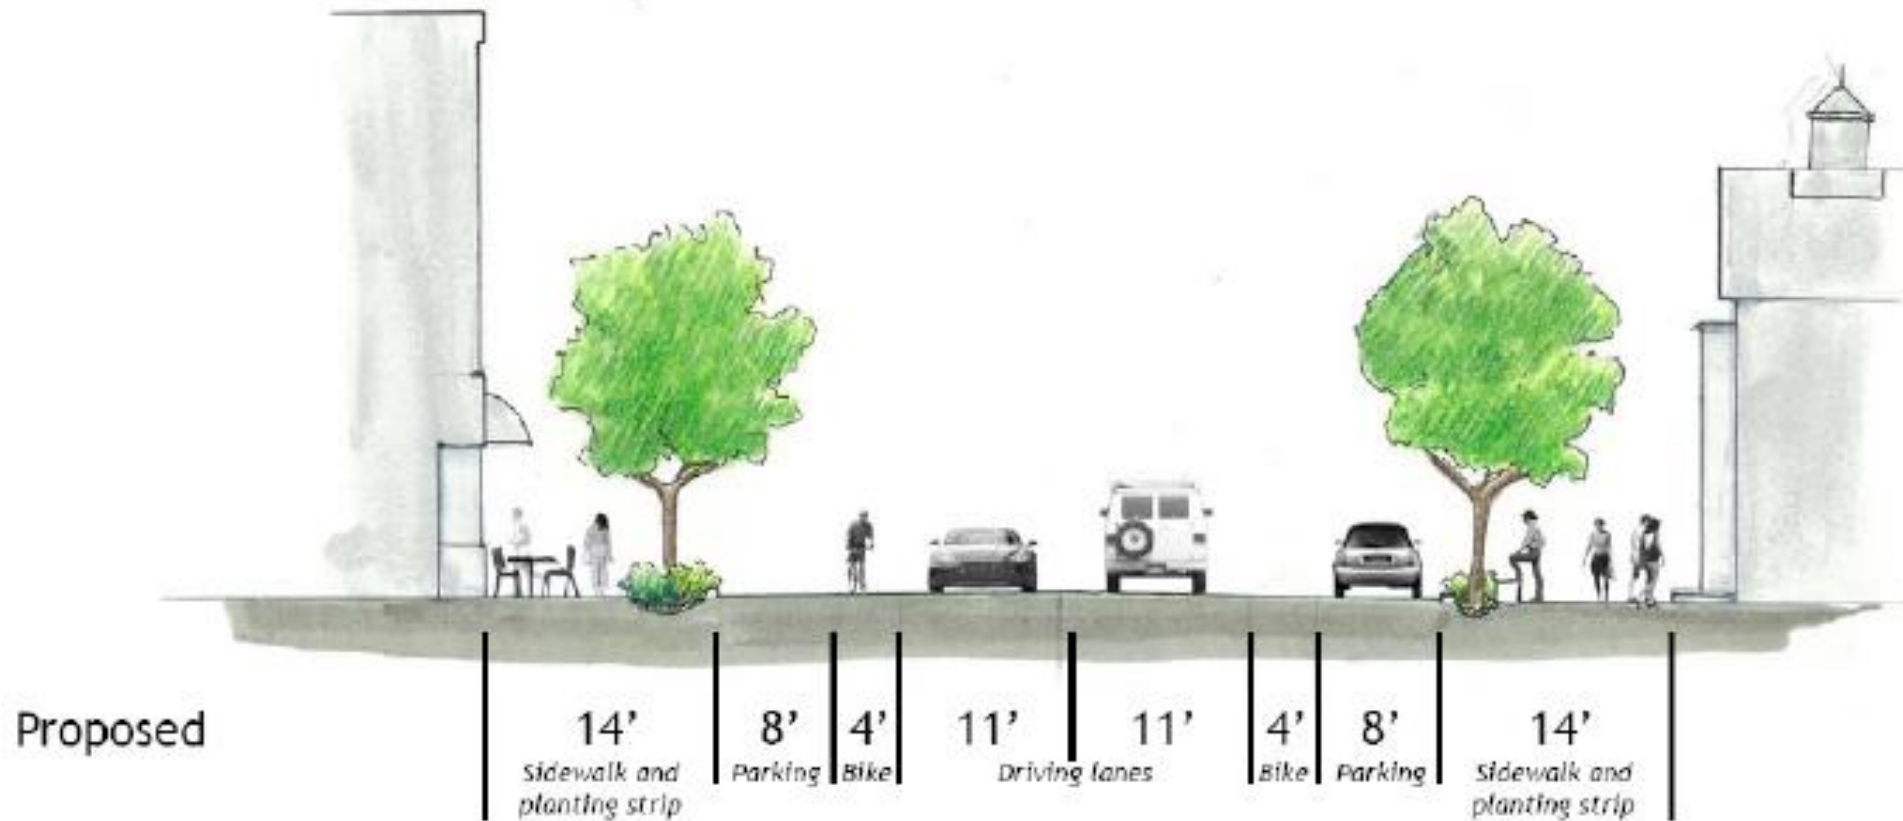 Proposed
14’ 8’ 4’ 11’ 11’ 4’ 8’ 14’
Sidewalk and Parking Bike Driving lanes Bike Parking Sidewalk and
planting strip planting strip